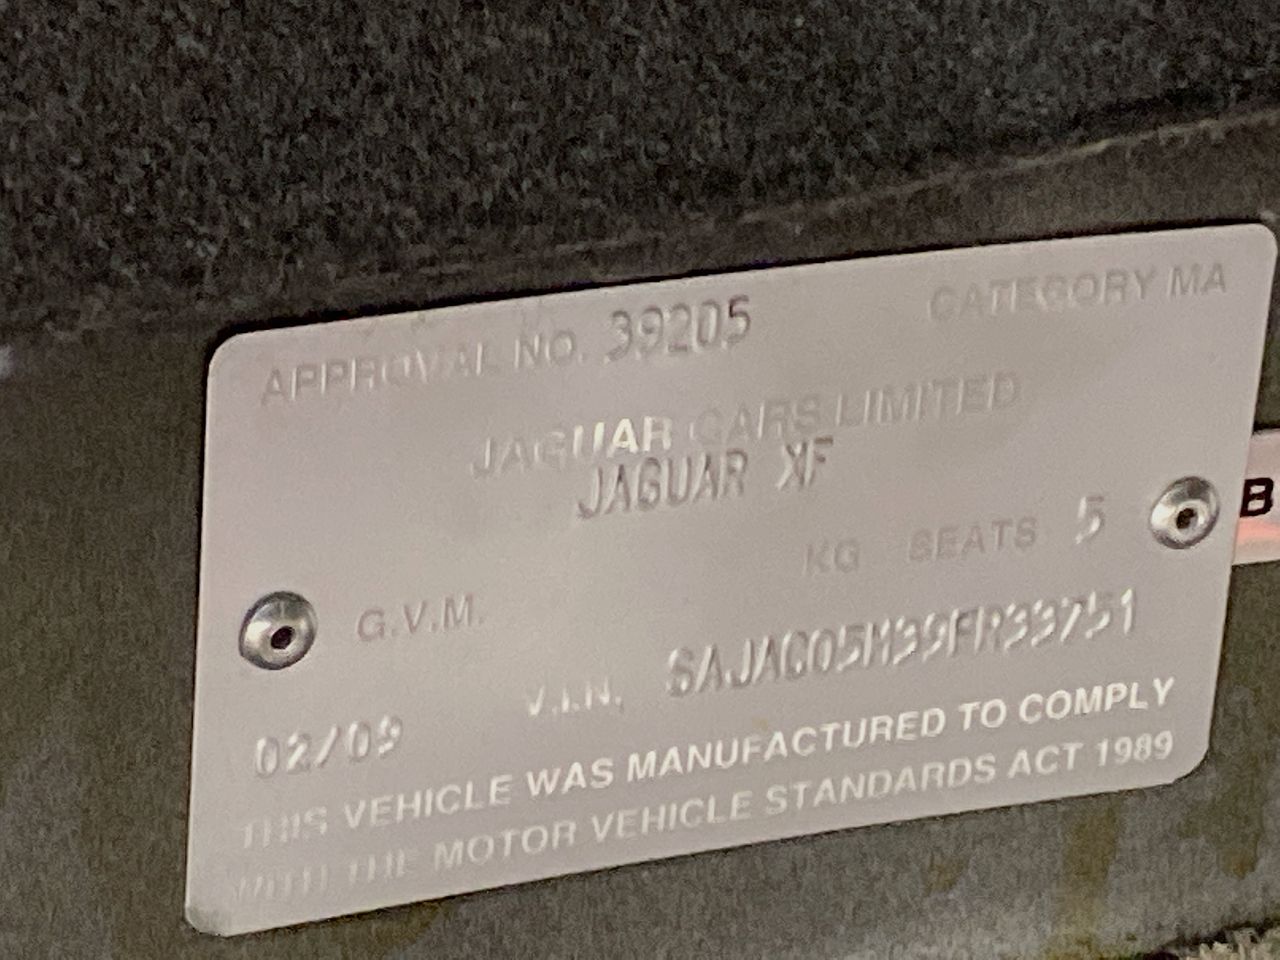 APPROVAL NO. 39205 CATEGORY MA
JAGUAR CARS LIMITED
JAGUAR XF
G.V.M. KG SEATS 5
02/09 V.I.N. SAJAC05M39FR33751
THIS VEHICLE WAS MANUFACTURED TO COMPLY
WITH THE MOTOR VEHICLE STANDARDS ACT 1989
B